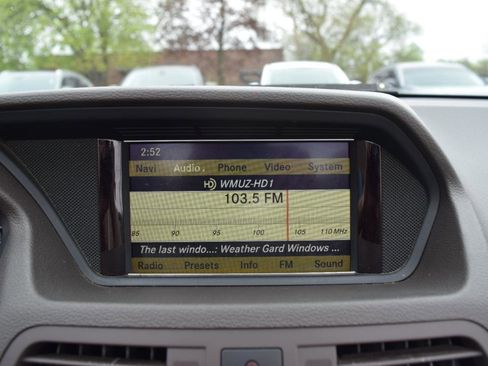 2:52
Navi Audio Phone Video System
HD WMUZ-HD1
103.5 FM
85 90 95 100 105 110 MHz
The last windo...: Weather Gard Windows ...
Radio Presets Info FM Sound